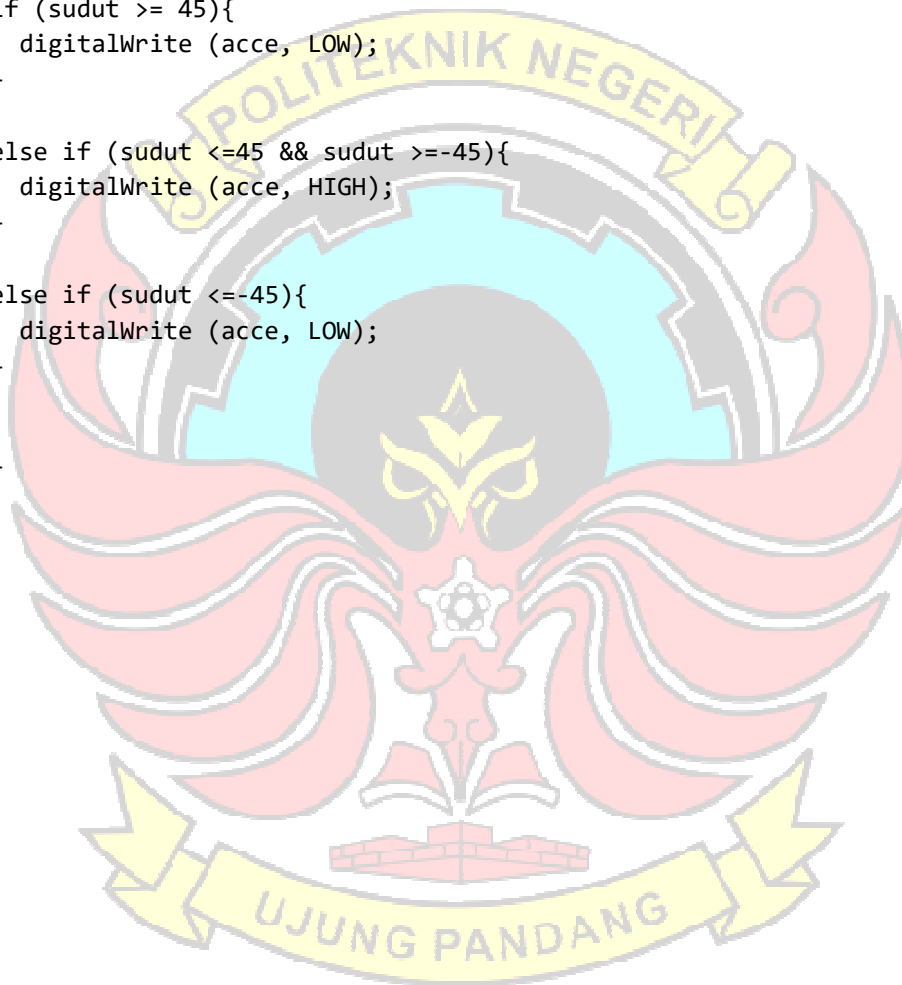 if (sudut >= 45){
digitalWrite (acce, LOW);
}
else if (sudut <=45 && sudut >=-45){
digitalWrite (acce, HIGH);
}
else if (sudut <=-45){
digitalWrite (acce, LOW);
}
}
POLITEKNIK NEGERI
UJUNG PANDANG